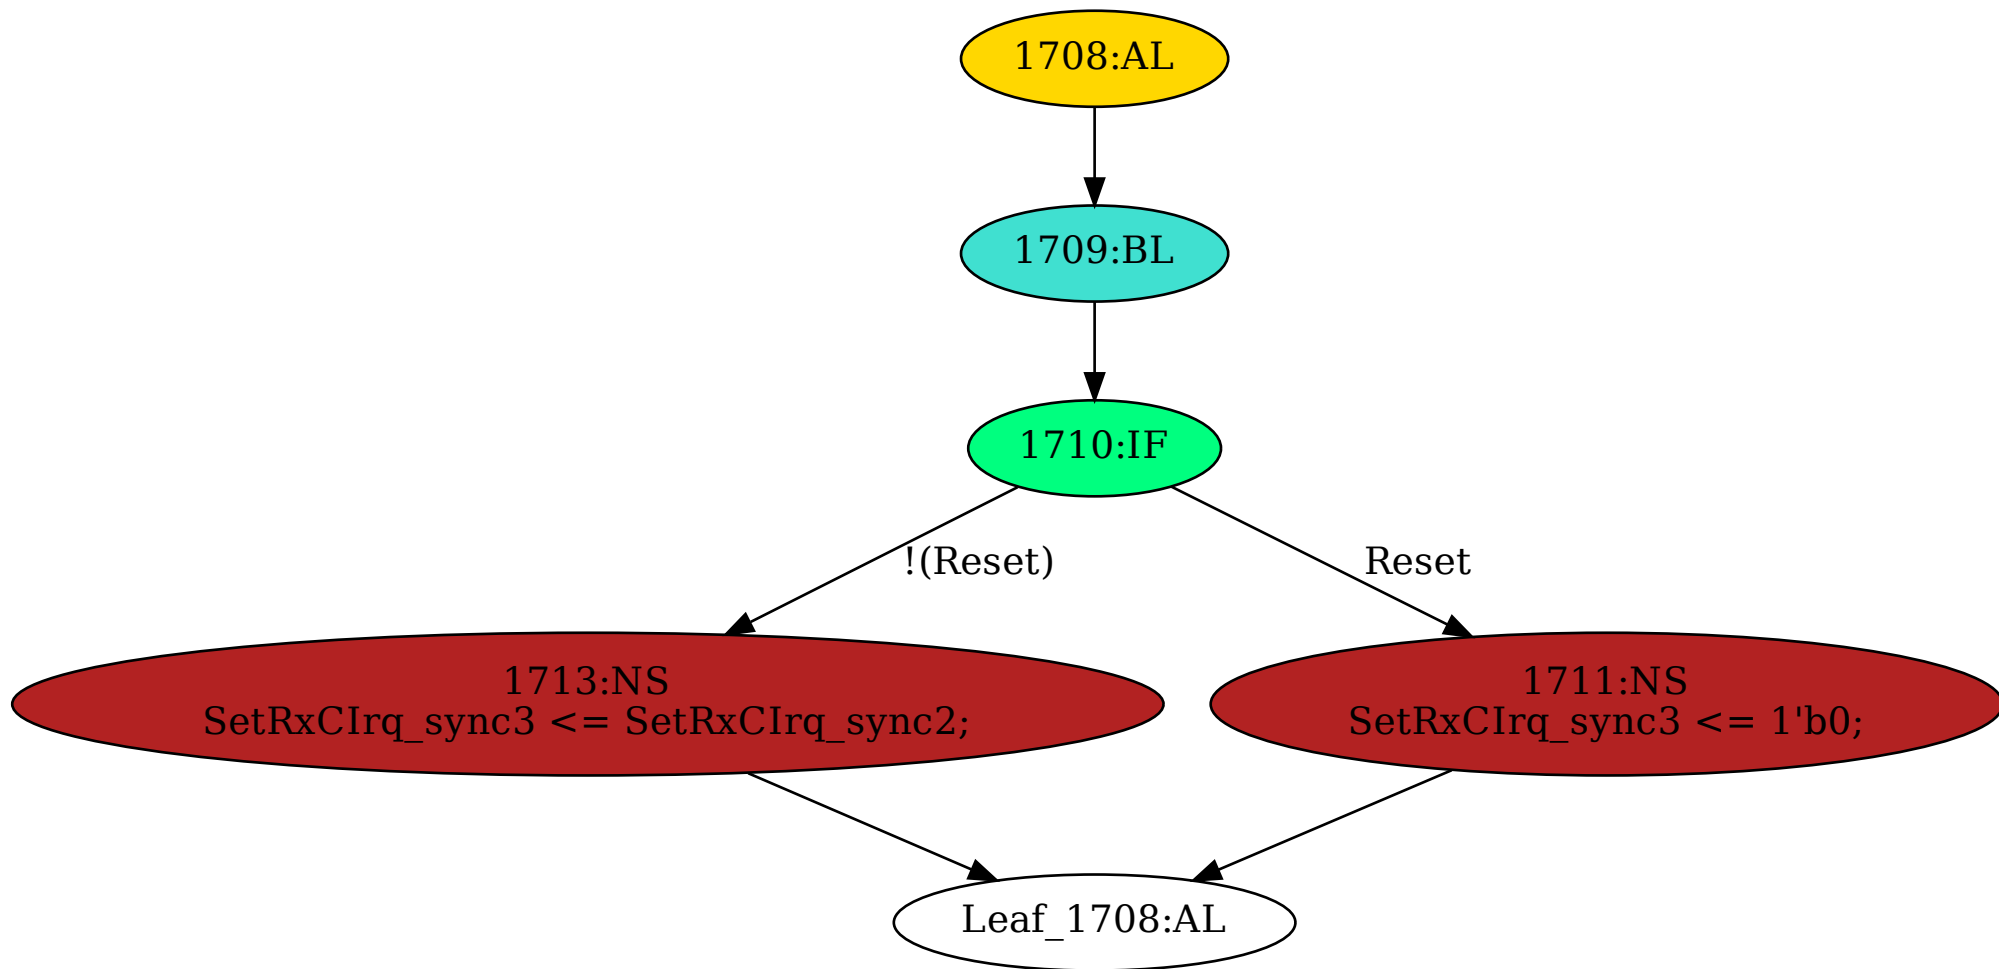 1708:AL
1709:BL
1710:IF
!(Reset)
Reset
1713:NS
SetRxCIrq_sync3 <= SetRxCIrq_sync2;
1711:NS
SetRxCIrq_sync3 <= 1'b0;
Leaf_1708:AL